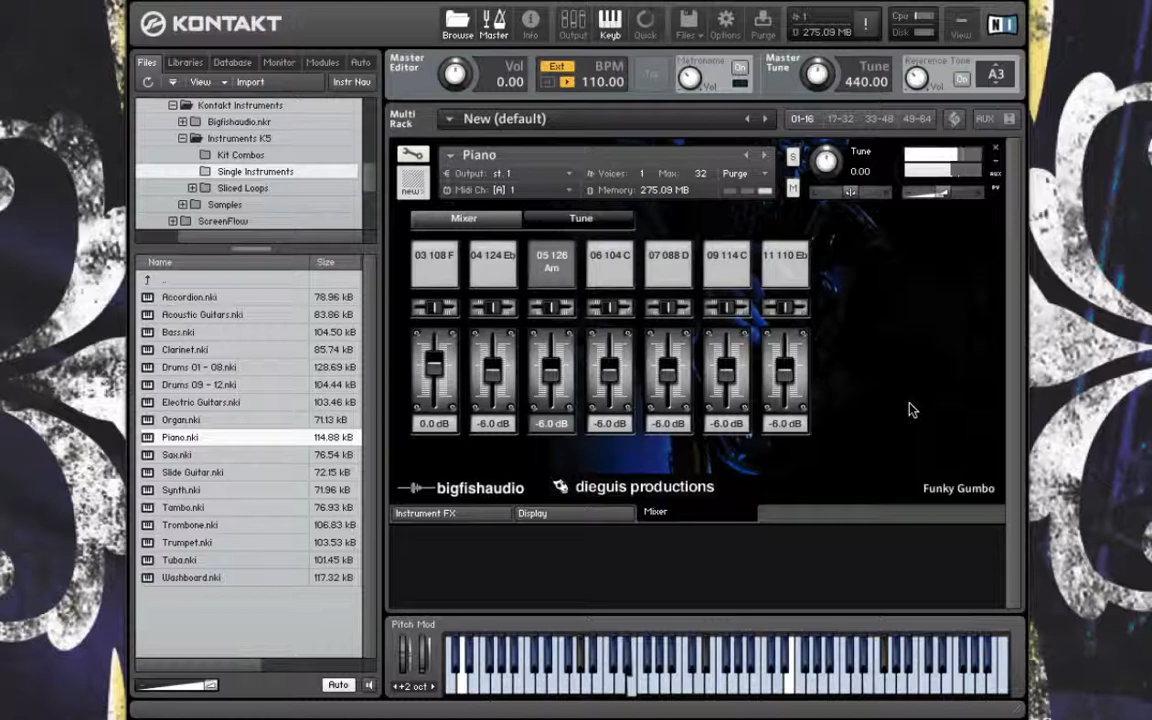 KONTAKT
Browse
Master
Info
Output
Keyb
Quick
Files
Options
Purge
1
275.09 MB
!
Cpu
Disk
View
NI
Files
Libraries
Database
Monitor
Modules
Auto
View
Import
Instr Nav
Kontakt Instruments
Bigfishaudio.nkr
Instruments K5
Kit Combos
Single Instruments
Sliced Loops
Samples
ScreenFlow
Name
Size
..
Accordion.nki 78.96 kB
Acoustic Guitars.nki 83.86 kB
Bass.nki 104.50 kB
Clarinet.nki 85.74 kB
Drums 01 - 08.nki 128.69 kB
Drums 09 - 12.nki 104.44 kB
Electric Guitars.nki 103.46 kB
Organ.nki 71.13 kB
Piano.nki 114.88 kB
Sax.nki 76.54 kB
Slide Guitar.nki 72.15 kB
Synth.nki 71.96 kB
Tambo.nki 76.93 kB
Trombone.nki 106.83 kB
Trumpet.nki 103.53 kB
Tuba.nki 101.45 kB
Washboard.nki 117.32 kB
Auto
Master
Editor
Vol
0.00
Ext
BPM
110.00
Metronome
Vol
On
Master
Tune
Tune
440.00
Reference Tone
Vol
On
A3
Multi
Rack
New (default)
01-16
17-32
33-48
49-64
AUX
Piano
Output: st. 1
Voices: 1
Max: 32
Purge
Midi Ch: [A] 1
Memory: 275.09 MB
new!
S
M
Tune
0.00
AUX
PV
Mixer
Tune
03 108 F
04 124 Eb
05 126
Am
06 104 C
07 088 D
09 114 C
11 110 Eb
0.0 dB
-6.0 dB
-6.0 dB
-6.0 dB
-6.0 dB
-6.0 dB
-6.0 dB
bigfishaudio
dieguis productions
Funky Gumbo
Instrument FX
Display
Mixer
Pitch Mod
+2 oct